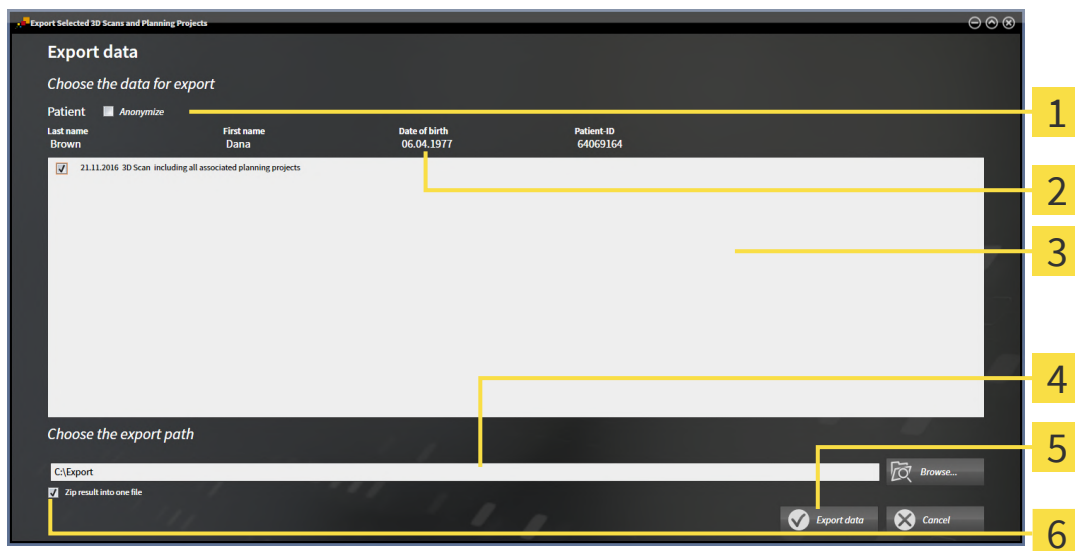 Export Selected 3D Scans and Planning Projects
Export data
Choose the data for export
Patient Anonymize
1
Last name First name Date of birth Patient-ID
Brown Dana 06.04.1977 64069164
21.11.2016 3D Scan including all associated planning projects
2
3
4
Choose the export path
5
C:\Export Browse...
Zip result into one file
Export data Cancel
6